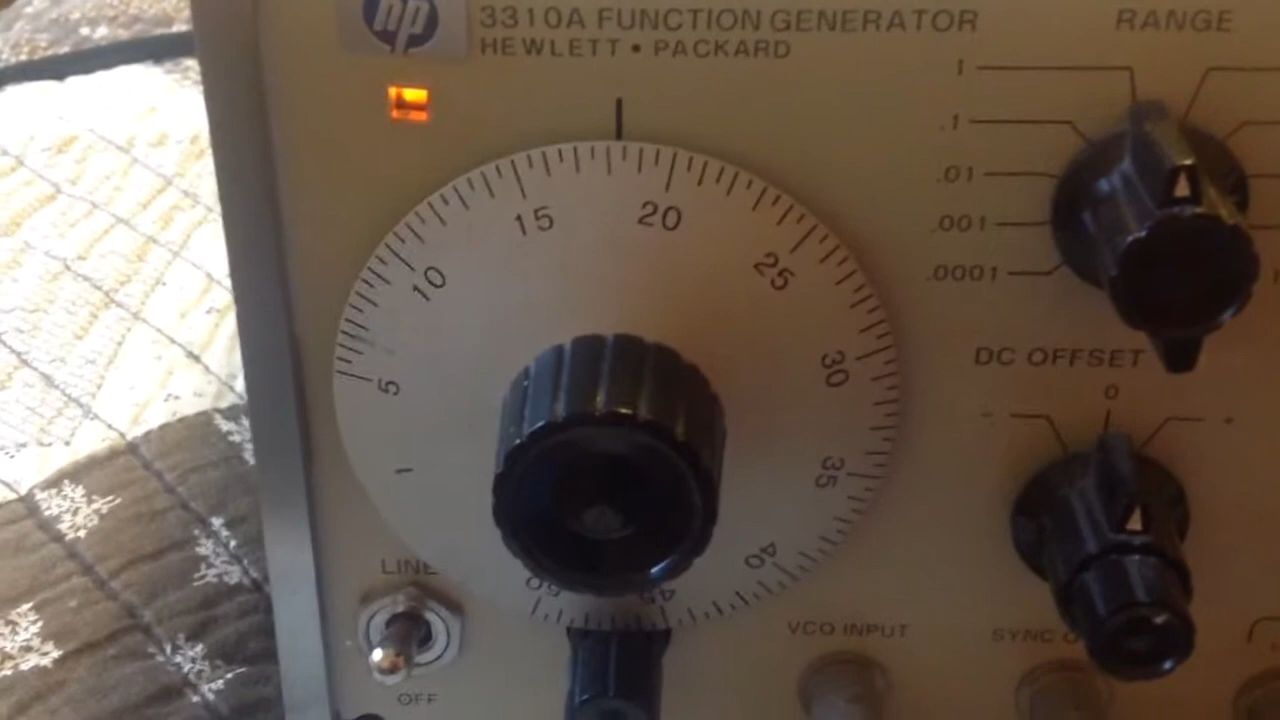 hp
3310A FUNCTION GENERATOR
HEWLETT • PACKARD
RANGE
1
.1
.01
.001
.0001
5
10
15
20
25
30
35
40
45
50
1
DC OFFSET
- 0 +
LINE
OFF
VCO INPUT
SYNC